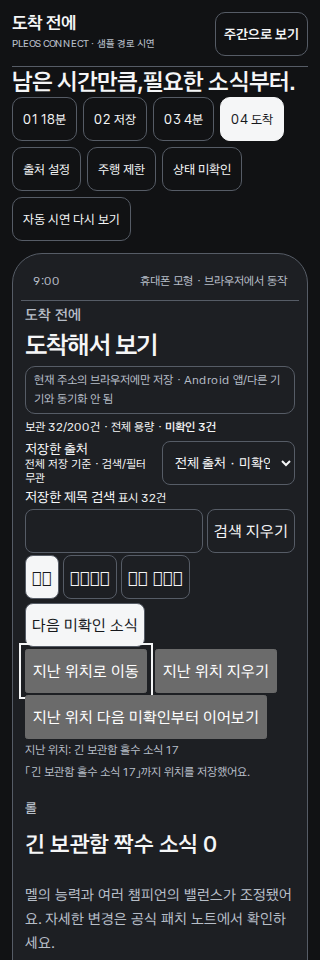 도착 전에
PLEOS CONNECT · 샘플 경로 시연
주간으로 보기
남은 시간만큼,필요한 소식부터.
01 18분
02 저장
03 4분
04 도착
출처 설정
주행 제한
상태 미확인
자동 시연 다시 보기
9:00
휴대폰 모형 · 브라우저에서 동작
도착 전에
도착해서 보기
현재 주소의 브라우저에만 저장 · Android 앱/다른 기
기와 동기화 안 됨
보관 32/200건 · 전체 용량 · 미확인 3건
저장한 출처
전체 저장 기준 · 검색/필터
무관
전체 출처 · 미확인
저장한 제목 검색 표시 32건
검색 지우기
다음 미확인 소식
지난 위치로 이동
지난 위치 지우기
지난 위치 다음 미확인부터 이어보기
지난 위치: 긴 보관함 홀수 소식 17
「긴 보관함 홀수 소식 17」까지 위치를 저장했어요.
롤
긴 보관함 짝수 소식 0
멜의 능력과 여러 챔피언의 밸런스가 조정됐어
요. 자세한 변경은 공식 패치 노트에서 확인하
세요.